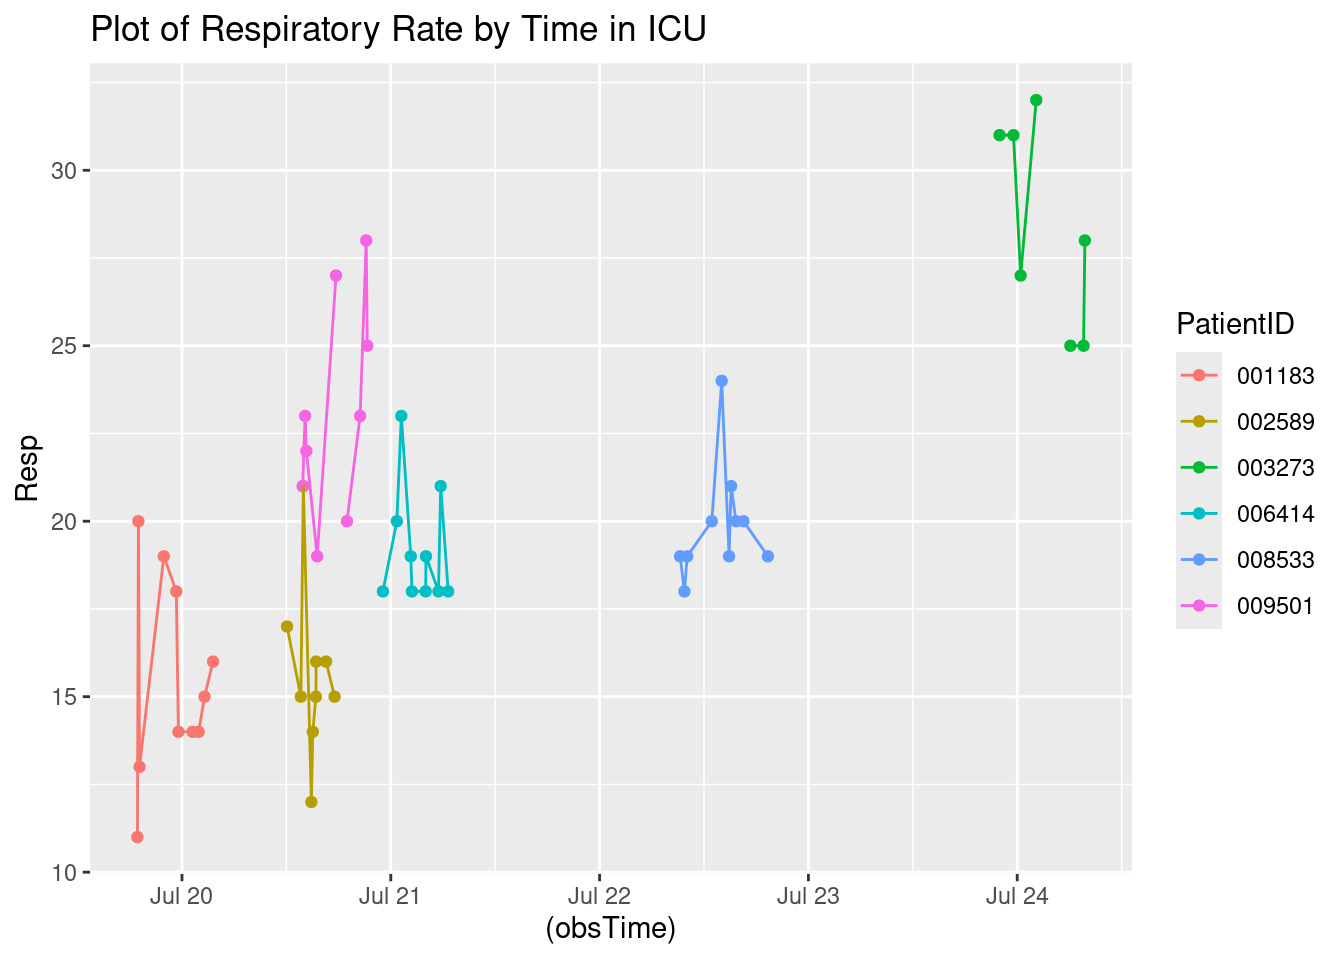 Plot of Respiratory Rate by Time in ICU
30
25
20
15
10
Resp
Jul 20 Jul 21 Jul 22 Jul 23 Jul 24
(obsTime)
PatientID
001183
002589
003273
006414
008533
009501